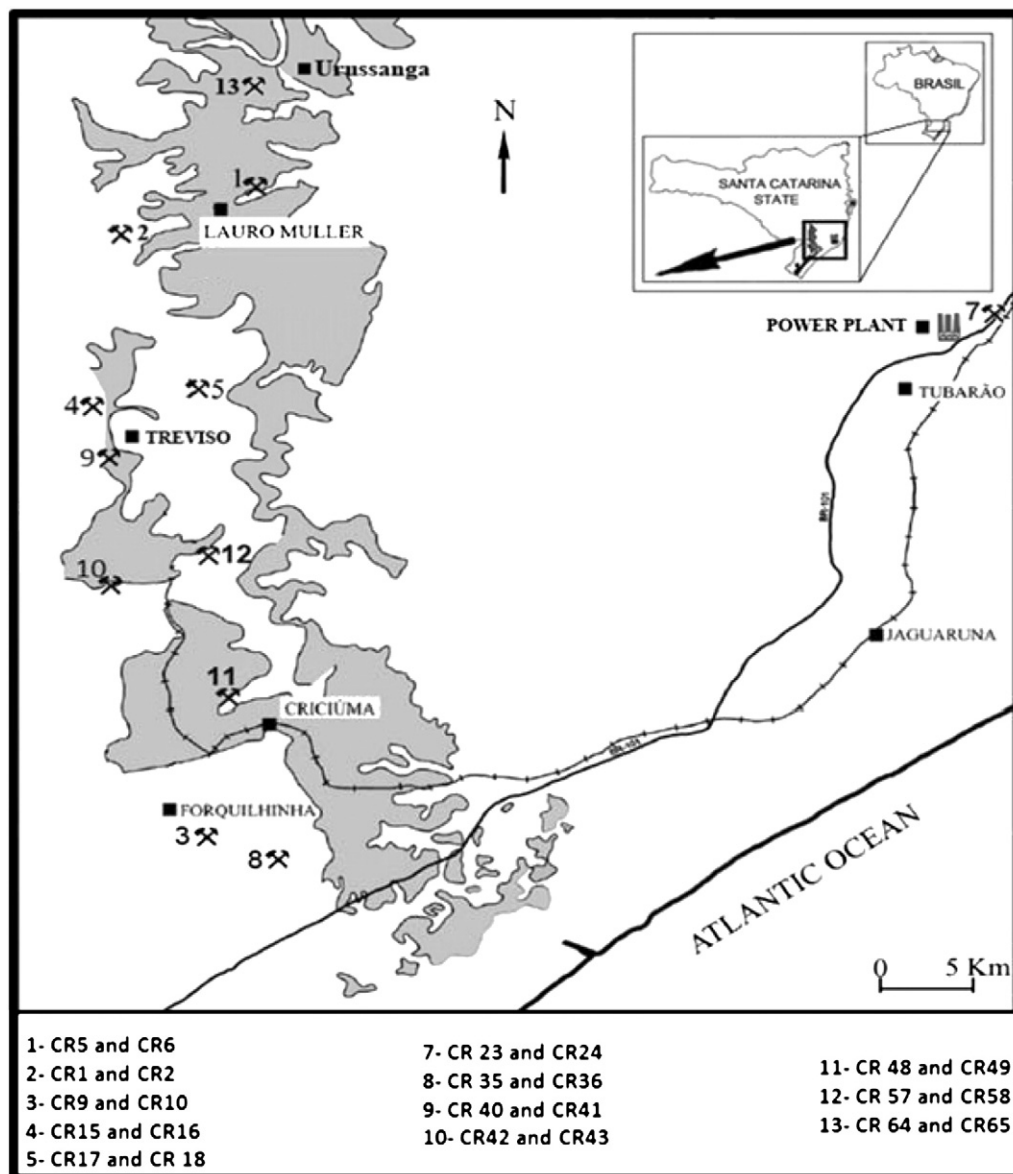 Urussanga
13
N
BRASIL
1
SANTA CATARINA
STATE
LAURO MULLER
2
7
POWER PLANT
5
TUBARÃO
4
TREVISO
9
BR-101
12
10
JAGUARUNA
11
CRICIÚMA
BR-101
FORQUILHINHA
3
8
ATLANTIC OCEAN
0 5 Km
1- CR5 and CR6
2- CR1 and CR2
3- CR9 and CR10
4- CR15 and CR16
5- CR17 and CR 18
7- CR 23 and CR24
8- CR 35 and CR36
9- CR 40 and CR41
10- CR42 and CR43
11- CR 48 and CR49
12- CR 57 and CR58
13- CR 64 and CR65